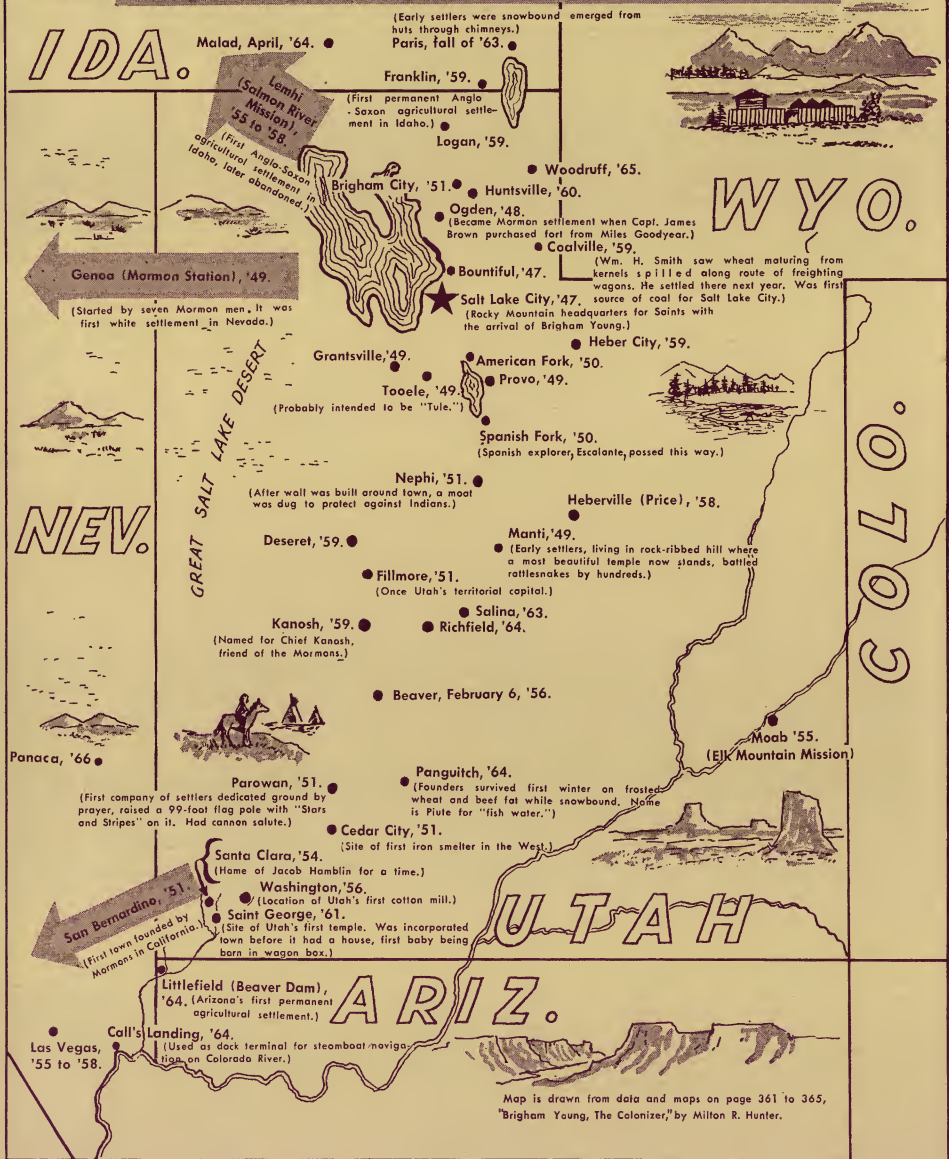 (Early settlers were snowbound emerged from
huts through chimneys.)
Paris, fall of '63.
IDA.
Malad, April, '64.
Franklin, '59.
(First permanent Anglo
-Saxon agricultural settle-
ment in Idaho.)
Logan, '59.
Lemhi
(Salmon River
Mission),
'55 to '58.
(First Anglo-Saxon
agricultural settlement in
Idaho, later abandoned.)
Woodruff, '65.
Brigham City, '51.
Huntsville, '60.
Ogden, '48.
(Became Mormon settlement when Capt. James
Brown purchased fort from Miles Goodyear.)
WYO.
Coalville, '59.
(Wm. H. Smith saw wheat maturing from
kernels spilled along route of freighting
wagons. He settled there next year. Was first
source of coal for Salt Lake City.)
Genoa (Mormon Station), '49.
(Started by seven Mormon men. It was
first white settlement in Nevada.)
Bountiful, '47.
Salt Lake City, '47.
(Rocky Mountain headquarters for Saints with
the arrival of Brigham Young.)
Heber City, '59.
Grantsville, '49.
American Fork, '50.
Tooele, '49.
(Probably intended to be "Tule.")
Provo, '49.
GREAT SALT LAKE DESERT
Spanish Fork, '50.
(Spanish explorer, Escalante, possed this way.)
COLO.
Nephi, '51.
(After wall was built around town, a moat
was dug to protect against Indians.)
Heberville (Price), '58.
NEV.
Deseret, '59.
Manti, '49.
(Early settlers, living in rock-ribbed hill where
a most beautiful temple now stands, battled
rattlesnakes by hundreds.)
Fillmore, '51.
(Once Utah's territorial capital.)
Salina, '63.
Kanosh, '59.
(Named for Chief Kanosh,
friend of the Mormons.)
Richfield, '64.
Beaver, February 6, '56.
Moab '55.
(Elk Mountain Mission)
Panaca, '66
Parowan, '51.
(First company of settlers dedicated ground by
prayer, raised a 99-foot flag pole with "Stars
and Stripes" on it. Had cannon salute.)
Panguitch, '64.
(Founders survived first winter on frosted
wheat and beef fat while snowbound. Name
is Piute for "fish water.")
Cedar City, '51.
(Site of first iron smelter in the West.)
Santa Clara, '54.
(Home of Jacob Hamblin for a time.)
Washington, '56.
(Location of Utah's first cotton mill.)
San Bernardino, '51.
(First town founded by
Mormons in California.)
Saint George, '61.
(Site of Utah's first temple. Was incorporated
town before it had a house, first baby being
born in wagon box.)
UTAH
Littlefield (Beaver Dam),
'64. (Arizona's first permanent
agricultural settlement.)
ARIZ.
Call's Landing, '64.
(Used as dock terminal for steamboat naviga-
tion on Colorado River.)
Las Vegas,
'55 to '58.
Map is drawn from data and maps on page 361 to 365,
"Brigham Young, The Colonizer," by Milton R. Hunter.